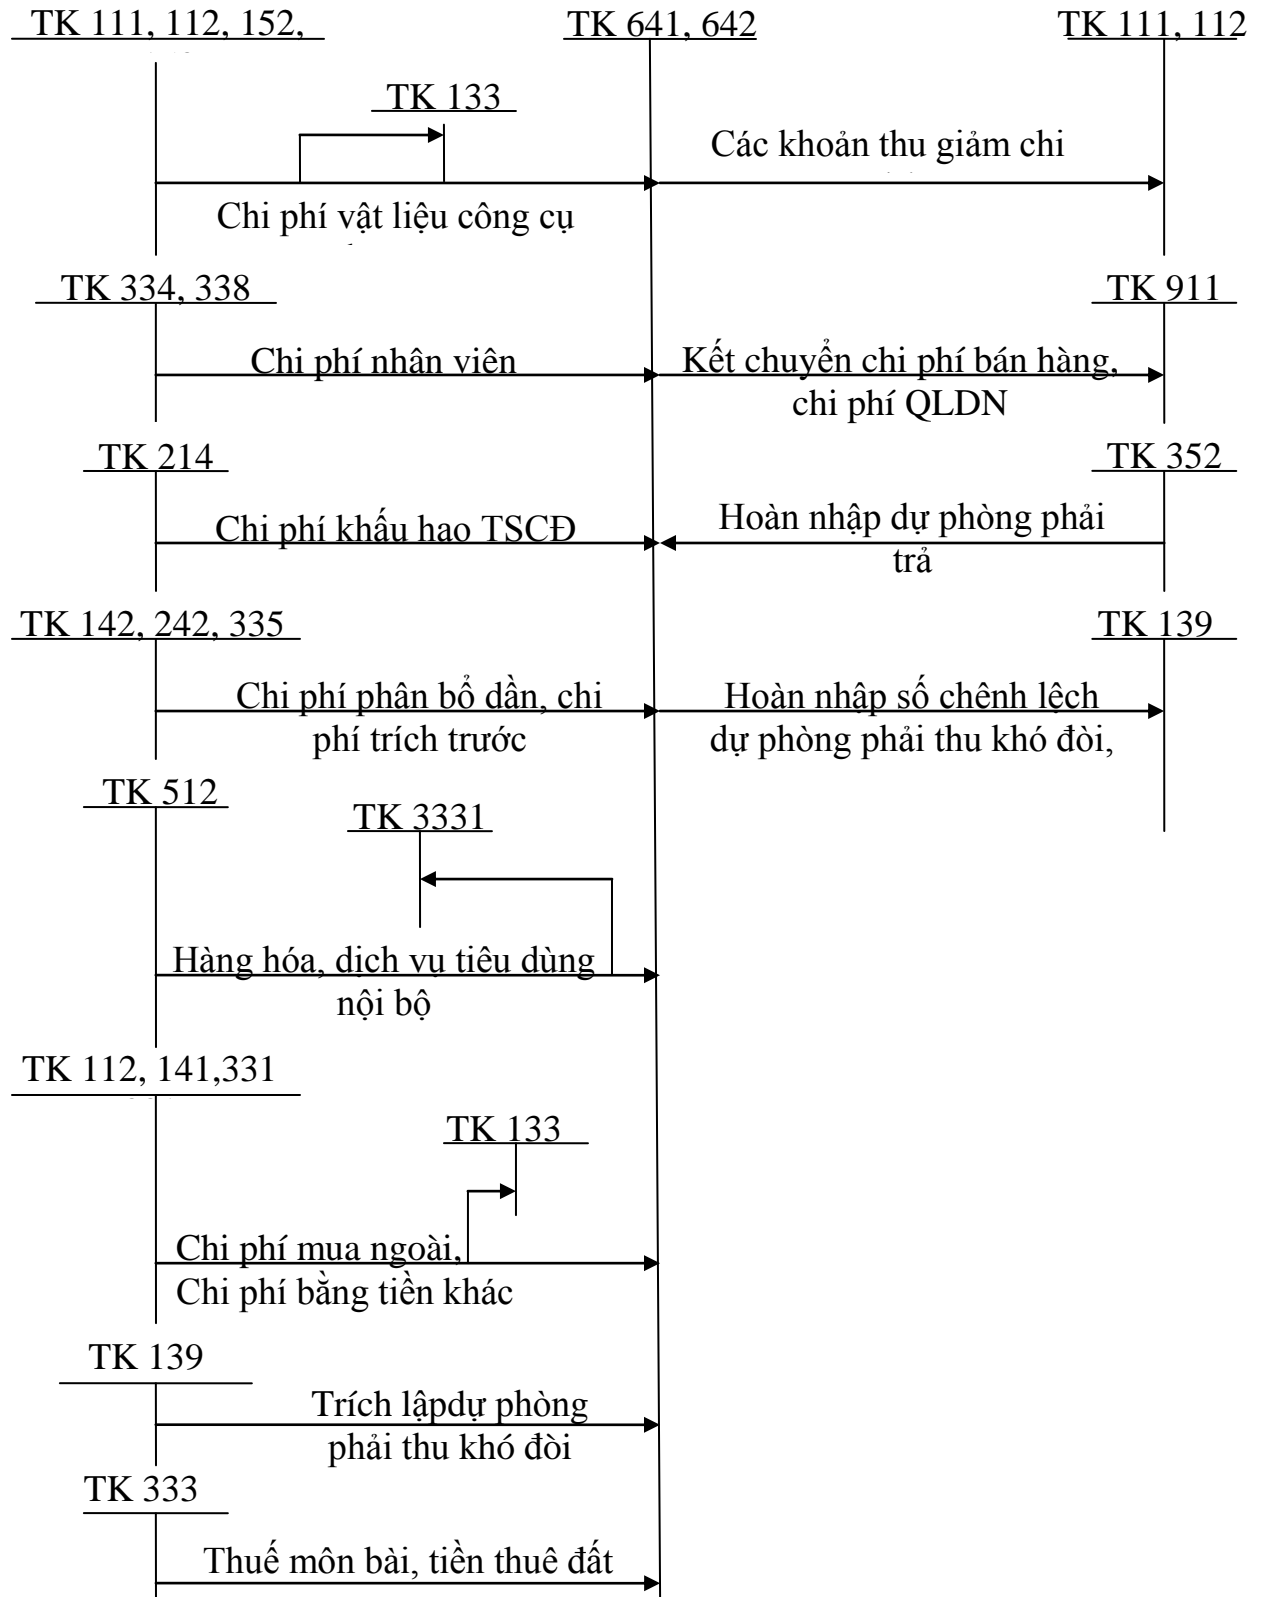 TK 111, 112, 152,
TK 641, 642
TK 111, 112
TK 133
Các khoản thu giảm chi
Chi phí vật liệu công cụ
TK 334, 338
TK 911
Chi phí nhân viên
Kết chuyển chi phí bán hàng,
chi phí QLDN
TK 214
TK 352
Chi phí khấu hao TSCĐ
Hoàn nhập dự phòng phải
trả
TK 142, 242, 335
TK 139
Chi phí phân bổ dần, chi
phí trích trước
Hoàn nhập số chênh lệch
dự phòng phải thu khó đòi,
TK 512
TK 3331
Hàng hóa, dịch vụ tiêu dùng
nội bộ
TK 112, 141,331
TK 133
Chi phí mua ngoài,
Chi phí bằng tiền khác
TK 139
Trích lậpdự phòng
phải thu khó đòi
TK 333
Thuế môn bài, tiền thuê đất